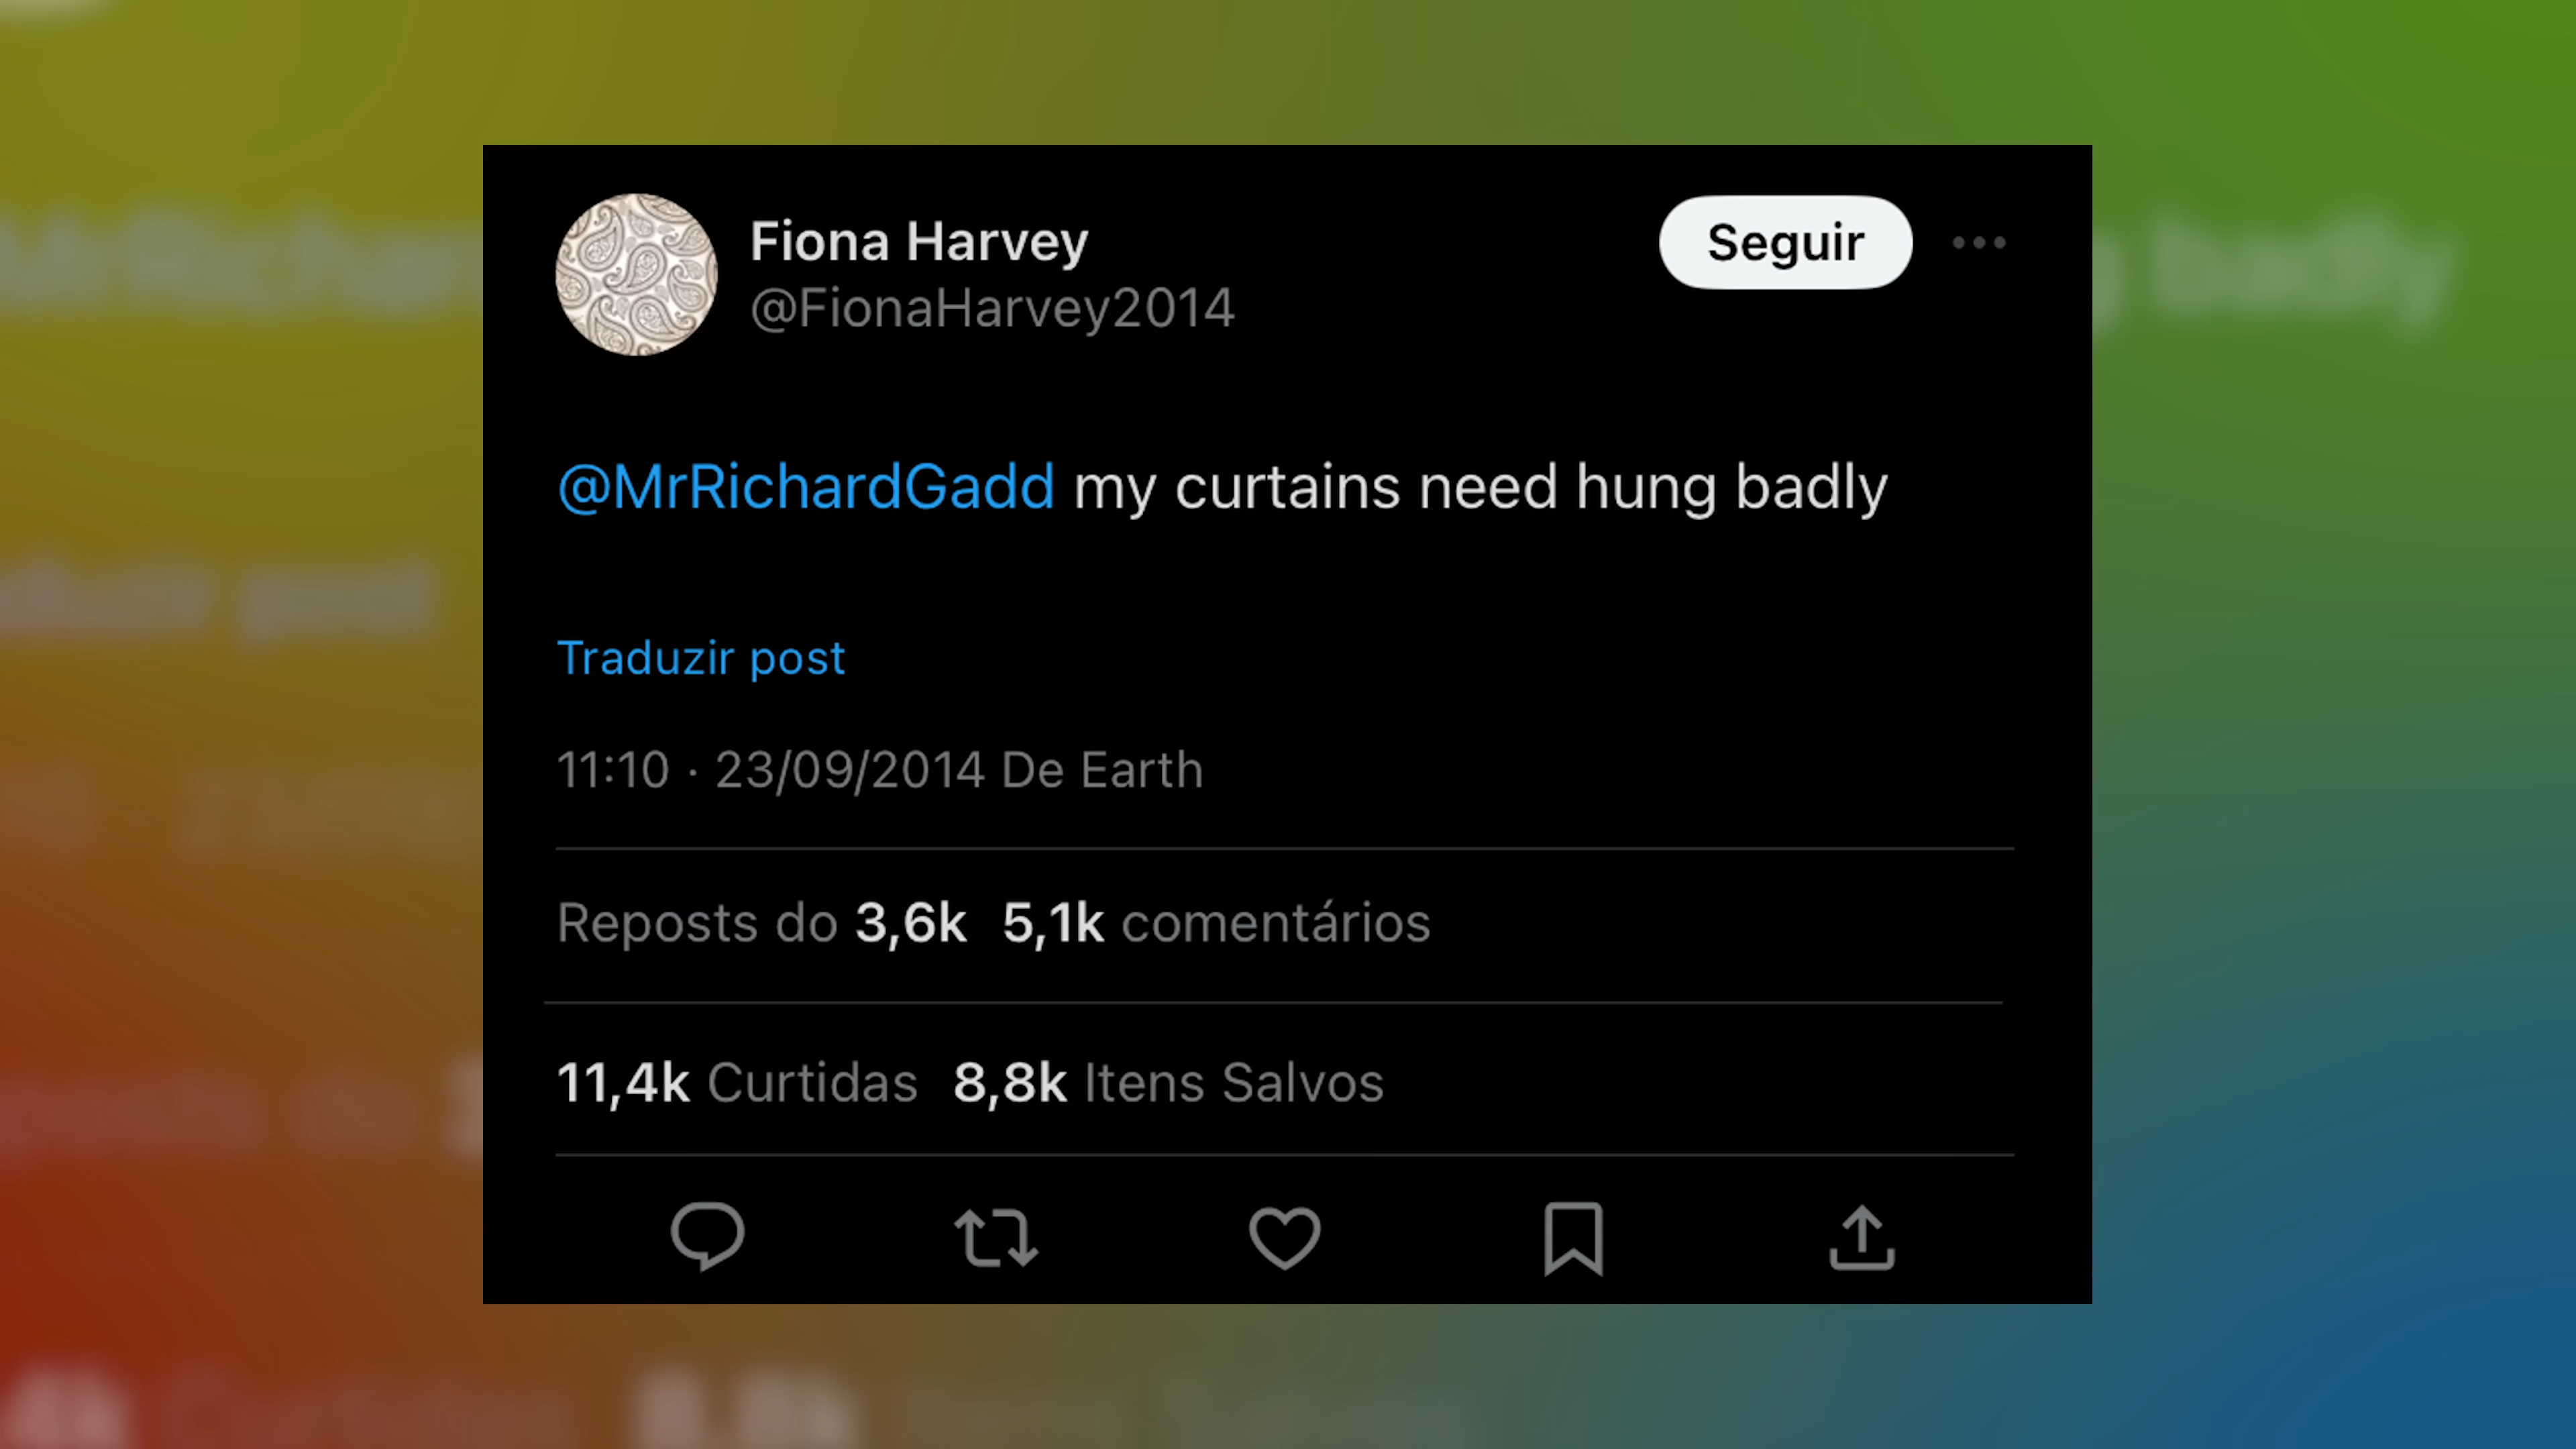 Fiona Harvey
@FionaHarvey2014
Seguir
@MrRichardGadd my curtains need hung badly
Traduzir post
11:10 · 23/09/2014 De Earth
Reposts do 3,6k 5,1k comentários
11,4k Curtidas 8,8k Itens Salvos